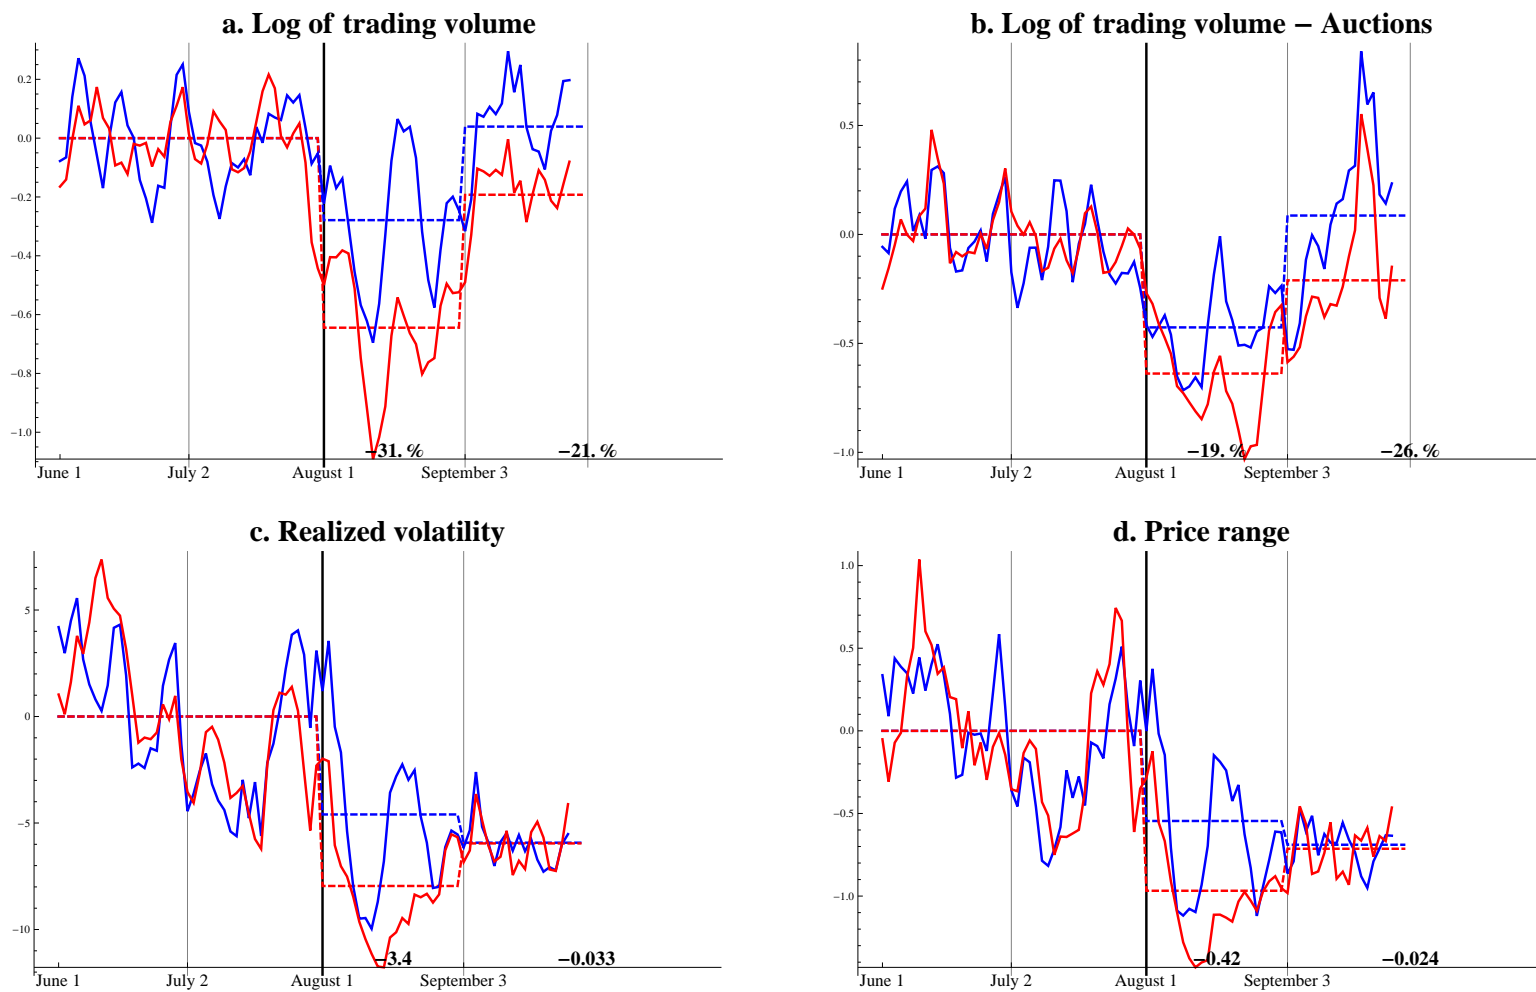 a. Log of trading volume
0.2
0.0
−0.2
−0.4
−0.6
−0.8
−1.0
−31. %
−21. %
June 1
July 2
August 1
September 3
b. Log of trading volume − Auctions
0.5
0.0
−0.5
−1.0
−19. %
−26. %
June 1
July 2
August 1
September 3
c. Realized volatility
5
0
−5
−10
−3.4
−0.033
June 1
July 2
August 1
September 3
d. Price range
1.0
0.5
0.0
−0.5
−1.0
−0.42
−0.024
June 1
July 2
August 1
September 3